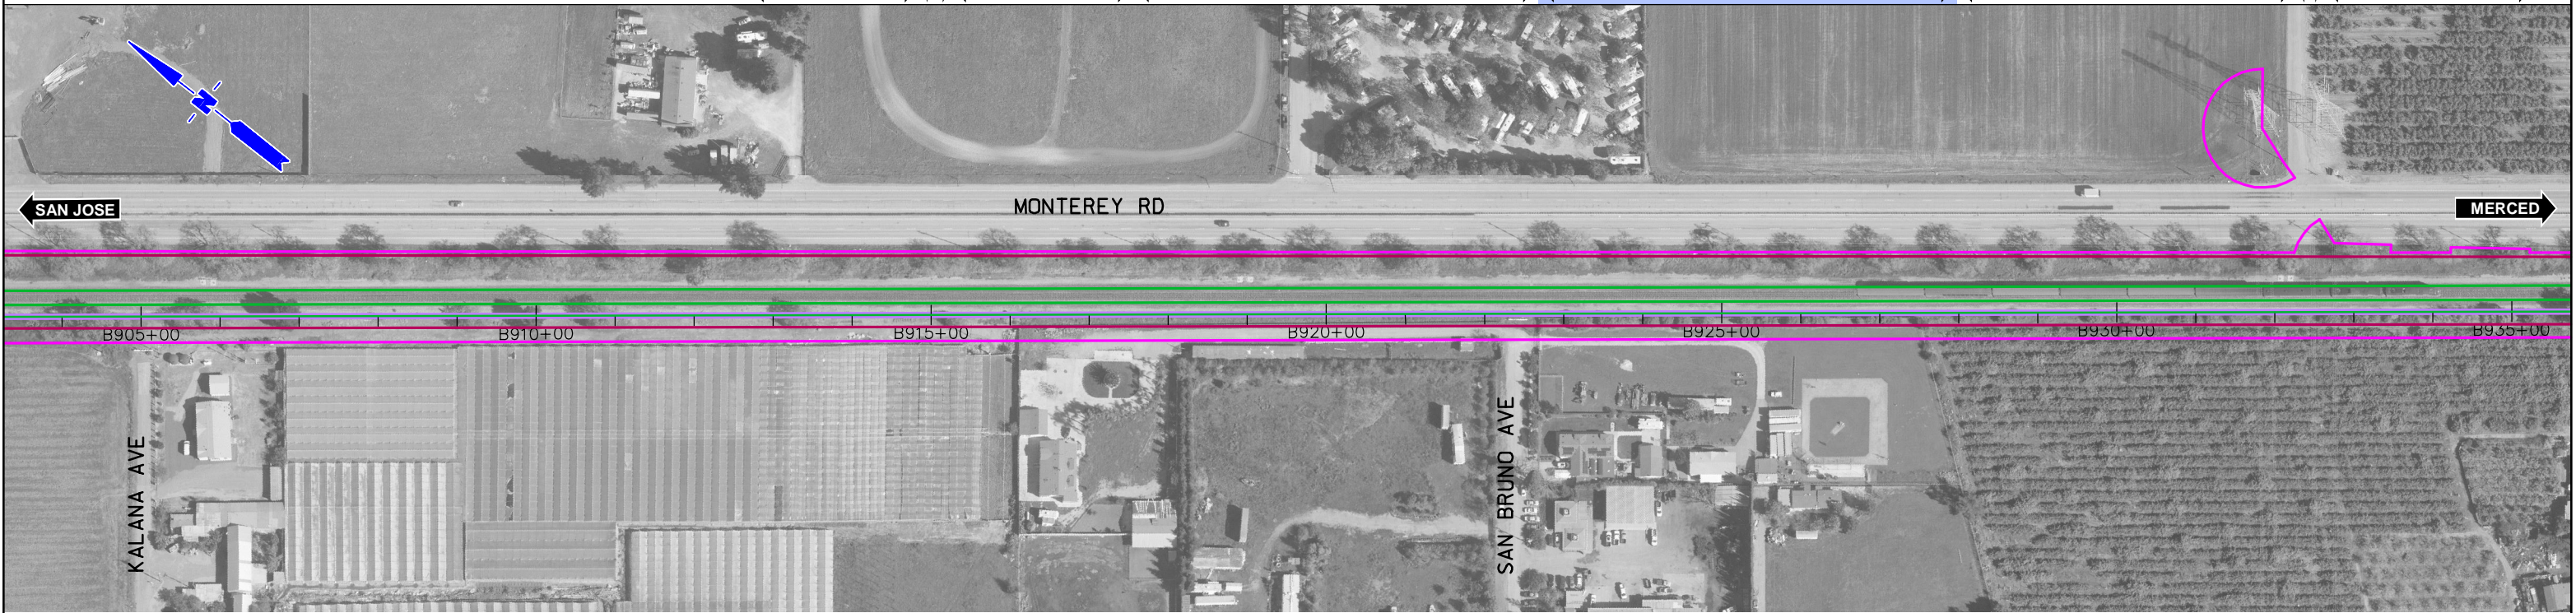 N
SAN JOSE
MONTEREY RD
MERCED
B905+00
B910+00
B915+00
B920+00
B925+00
B930+00
B935+00
KALANA AVE
SAN BRUNO AVE